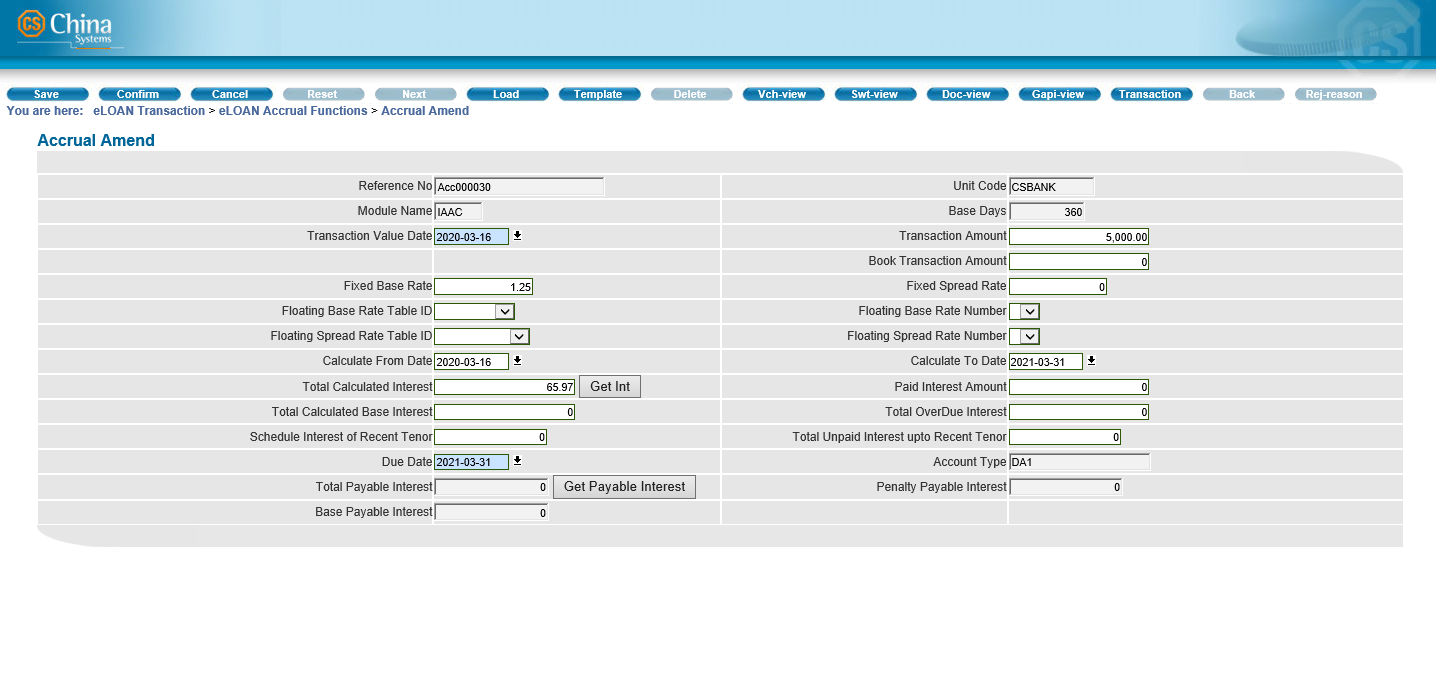 CS China
Systems
CSI
Save Confirm Cancel Reset Next Load Template Delete Vch-view Swt-view Doc-view Gapi-view Transaction Back Rej-reason
You are here: eLOAN Transaction > eLOAN Accrual Functions > Accrual Amend
Accrual Amend
Reference No Acc000030 Unit Code CSBANK
Module Name IAAC Base Days 360
Transaction Value Date 2020-03-16 Transaction Amount 5,000.00
Book Transaction Amount 0
Fixed Base Rate 1.25 Fixed Spread Rate 0
Floating Base Rate Table ID Floating Base Rate Number
Floating Spread Rate Table ID Floating Spread Rate Number
Calculate From Date 2020-03-16 Calculate To Date 2021-03-31
Total Calculated Interest 65.97 Get Int Paid Interest Amount 0
Total Calculated Base Interest 0 Total OverDue Interest 0
Schedule Interest of Recent Tenor 0 Total Unpaid Interest upto Recent Tenor 0
Due Date 2021-03-31 Account Type DA1
Total Payable Interest 0 Get Payable Interest Penalty Payable Interest 0
Base Payable Interest 0